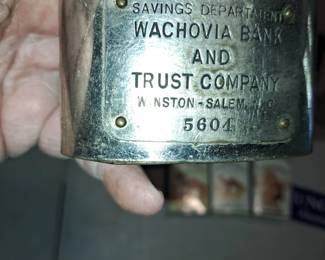 SAVINGS DEPARTMENT
WACHOVIA BANK
AND
TRUST COMPANY
WINSTON-SALEM, N.C.
5604